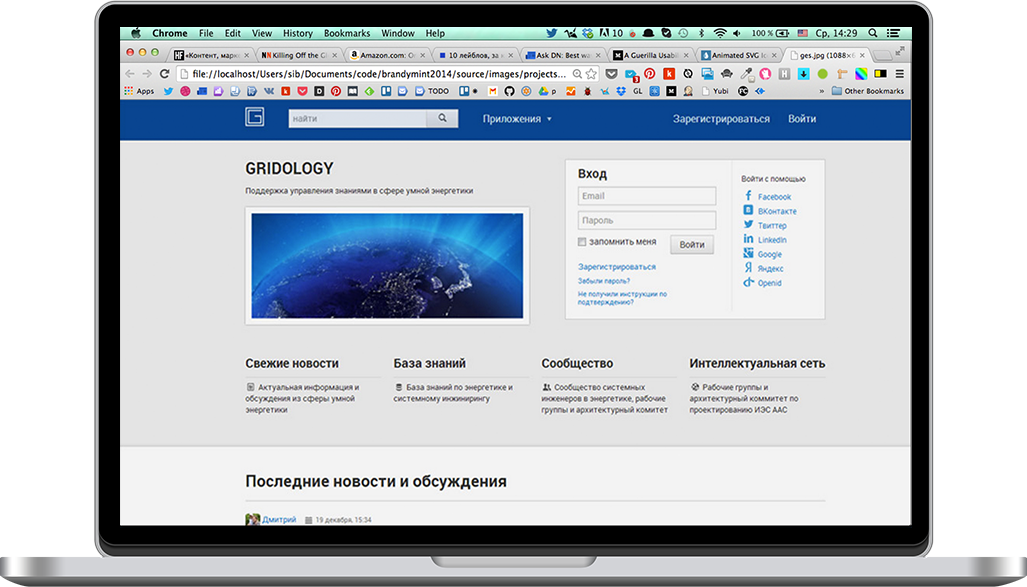 Chrome File Edit View History Bookmarks Window Help 10 100 % Ср, 14:29
«Контент, марк NN Killing Off the G Amazon.com: O 10 лейблов, за н Ask DN: Best wa A Guerilla Usabil Animated SVG Ic ges.jpg (1088×6
file://localhost/Users/sib/Documents/code/brandymint2014/source/images/projects...
Apps TODO GL Yubi » Other Bookmarks
найти Приложения Зарегистрироваться Войти
GRIDOLOGY
Поддержка управления знаниями в сфере умной энергетики
Вход
Email
Пароль
запомнить меня
Войти
Зарегистрироваться
Забыли пароль?
Не получили инструкции по
подтверждению?
Войти с помощью
Facebook
ВКонтакте
Твиттер
LinkedIn
Google
Яндекс
Openid
Свежие новости
Актуальная информация и
обсуждения из сферы умной
энергетики
База знаний
База знаний по энергетике и
системному инжинирингу
Сообщество
Сообщество системных
инженеров в энергетике, рабочие
группы и архитектурный комитет
Интеллектуальная сеть
Рабочие группы и
архитектурный коммитет по
проектированию ИЭС ААС
Последние новости и обсуждения
Дмитрий 19 декабря, 15:34